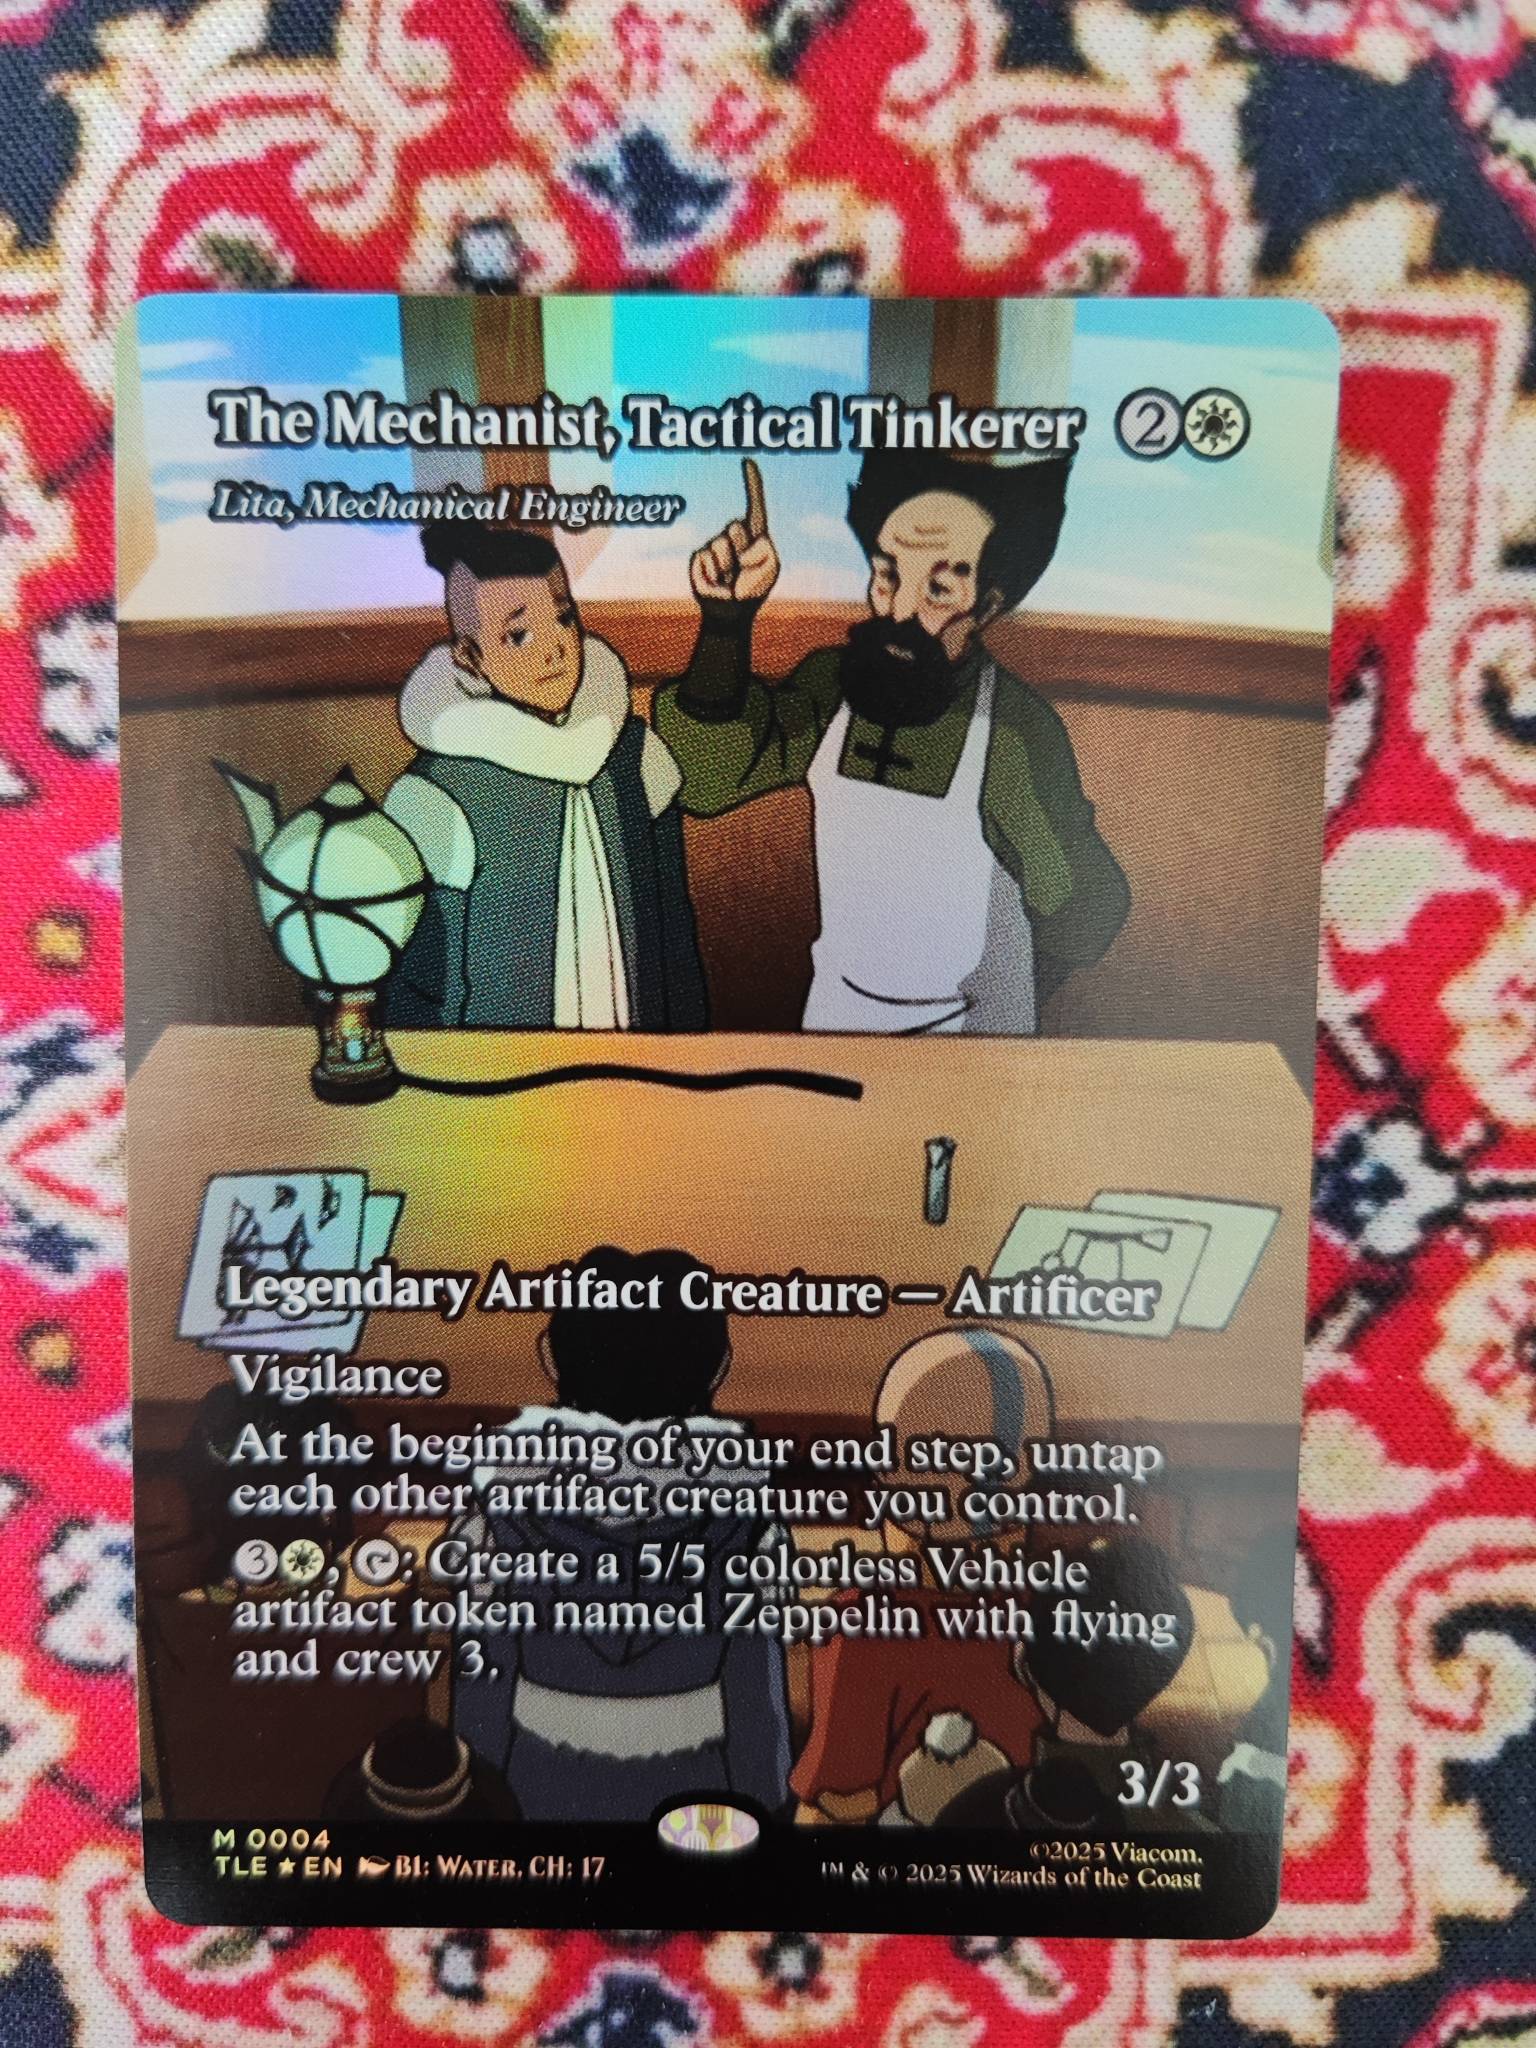 The Mechanist, Tactical Tinkerer 2
Lita, Mechanical Engineer
Legendary Artifact Creature — Artificer
Vigilance
At the beginning of your end step, untap
each other artifact creature you control.
3, : Create a 5/5 colorless Vehicle
artifact token named Zeppelin with flying
and crew 3.
3/3
M 0004
TLE ★ EN B1: WATER, CH: 17
©2025 Viacom.
™ & © 2025 Wizards of the Coast